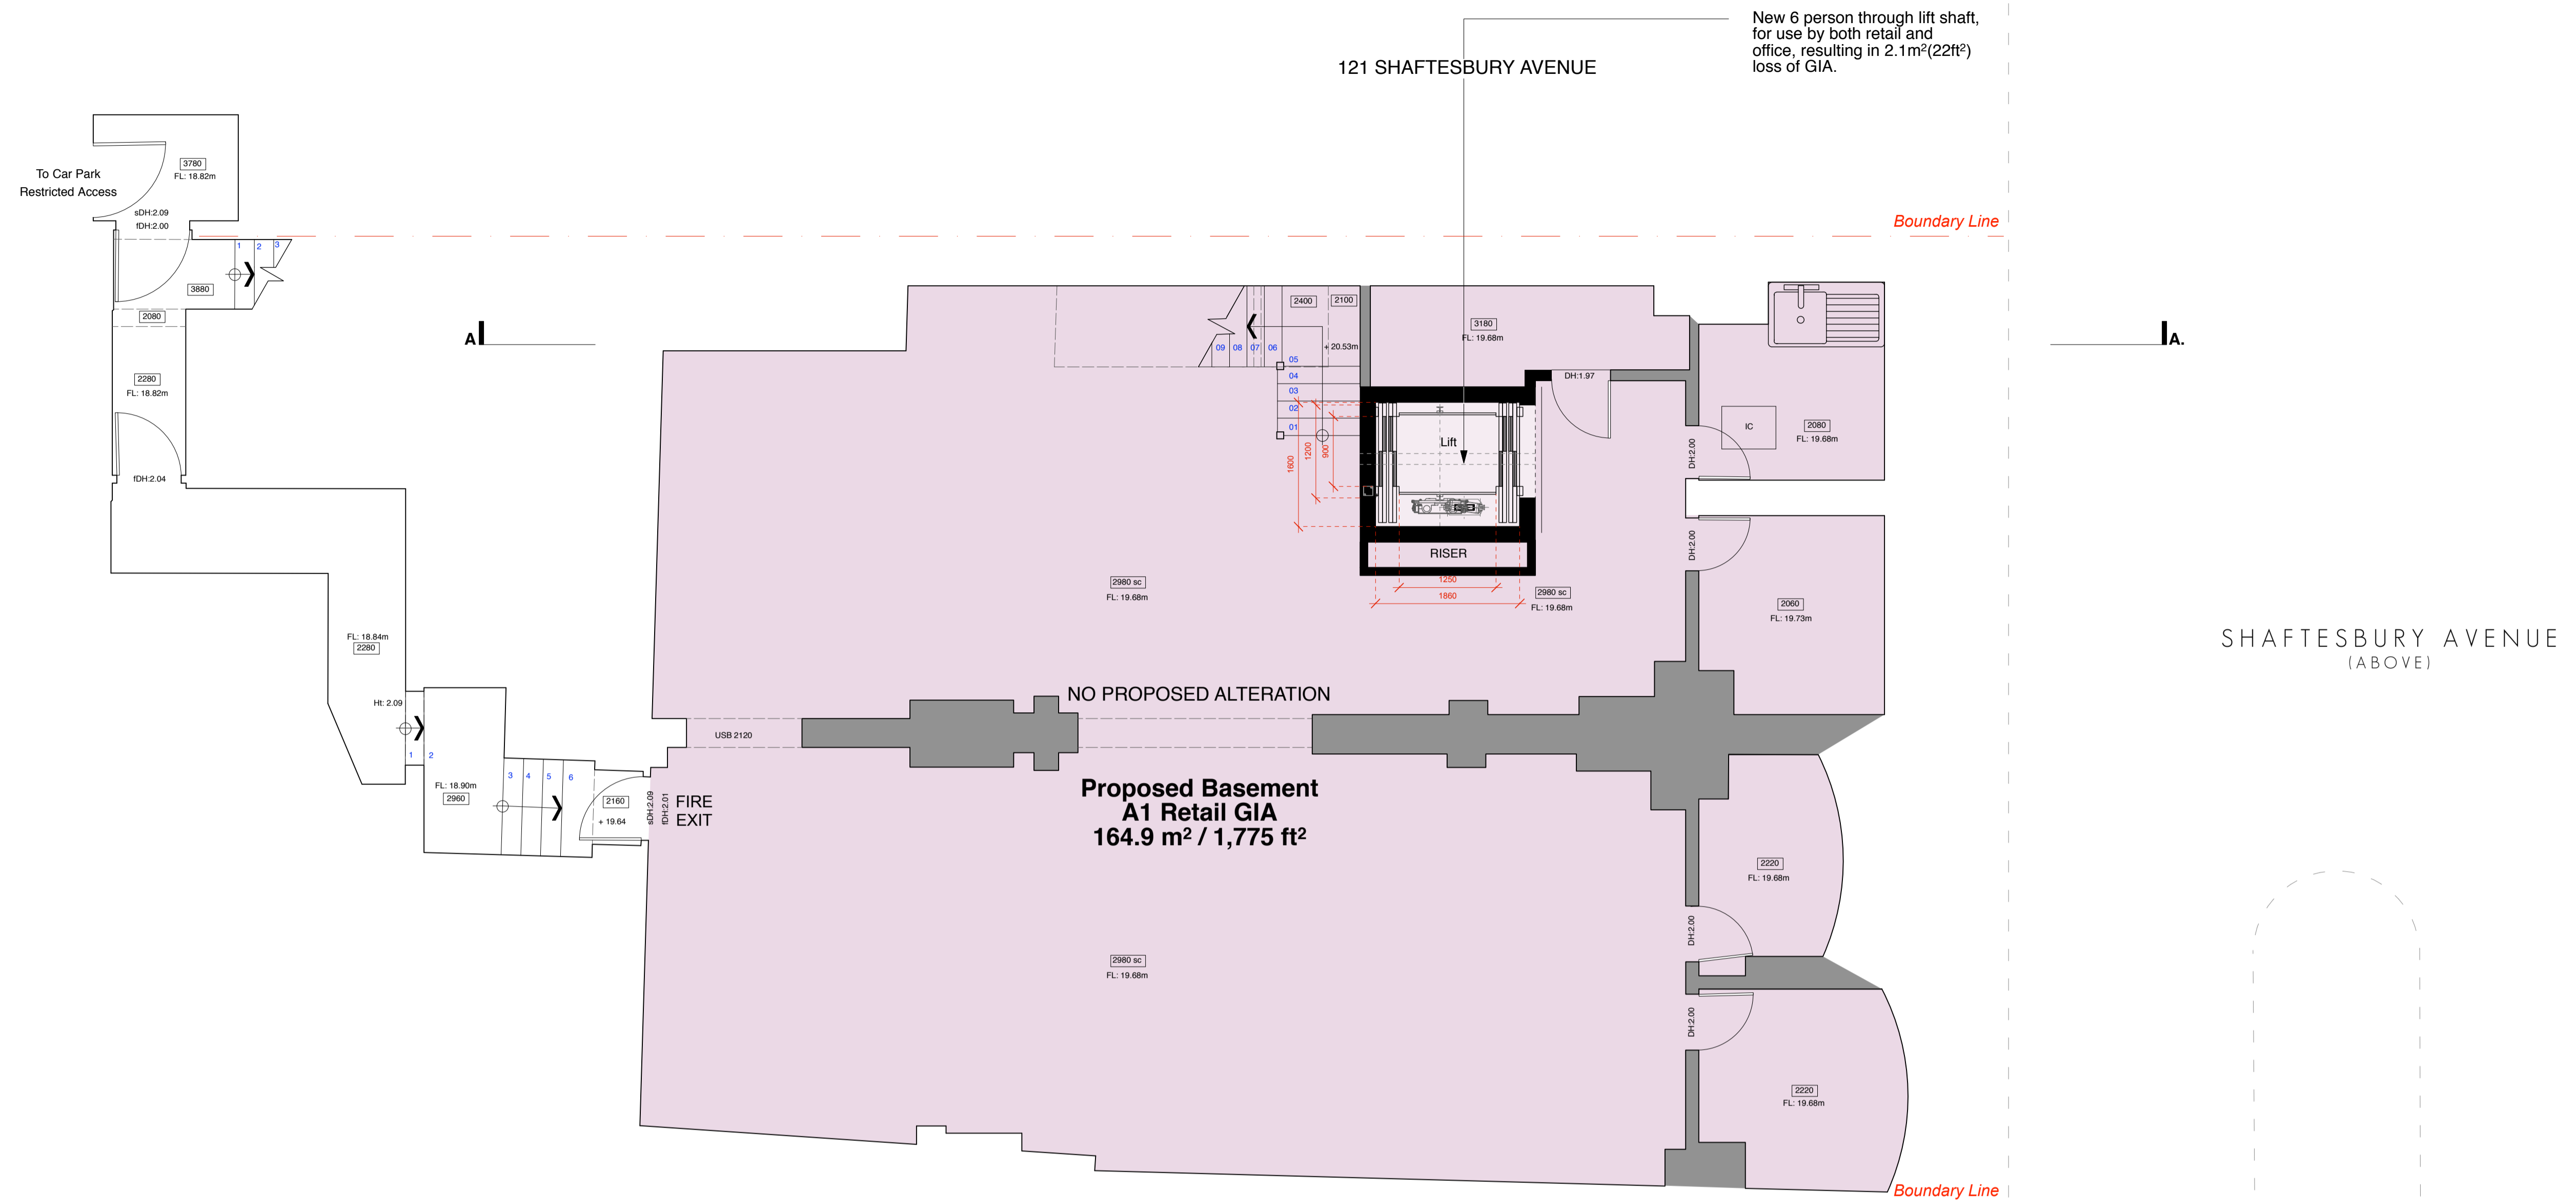 New 6 person through lift shaft,
for use by both retail and
office, resulting in 2.1m²(22ft²)
loss of GIA.
121 SHAFTESBURY AVENUE
To Car Park
Restricted Access
3780
FL: 18.82m
sDH:2.09
fDH:2.00
Boundary Line
1 2 3
3880
2080
2280
FL: 18.82m
fDH:2.04
A
A.
2400
2100
09 08 07 06
+ 20.53m
05
04
03
02
01
3180
FL: 19.68m
DH:1.97
Lift
1600
1200
900
RISER
1250
1860
IC
2080
FL: 19.68m
DH:2.00
DH:2.00
2980 sc
FL: 19.68m
2980 sc
FL: 19.68m
2060
FL: 19.73m
SHAFTESBURY AVENUE
(ABOVE)
FL: 18.84m
2280
Ht: 2.09
1 2
FL: 18.90m
2960
3 4 5 6
2160
+ 19.64
sDH:2.09
fDH:2.01
FIRE
EXIT
USB 2120
NO PROPOSED ALTERATION
Proposed Basement
A1 Retail GIA
164.9 m² / 1,775 ft²
2220
FL: 19.68m
DH:2.00
2980 sc
FL: 19.68m
DH:2.00
2220
FL: 19.68m
Boundary Line